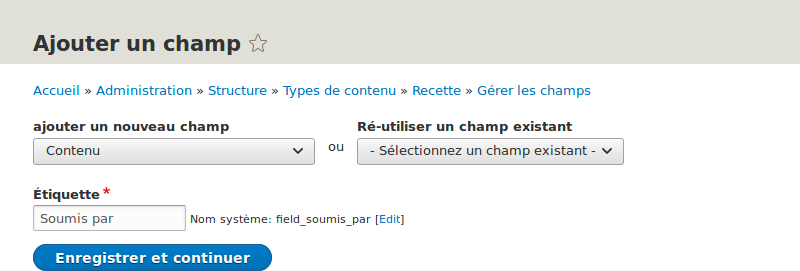 Ajouter un champ
Accueil » Administration » Structure » Types de contenu » Recette » Gérer les champs
ajouter un nouveau champ
Contenu
ou
Ré-utiliser un champ existant
- Sélectionnez un champ existant -
Étiquette*
Soumis par
Nom système: field_soumis_par [Edit]
Enregistrer et continuer